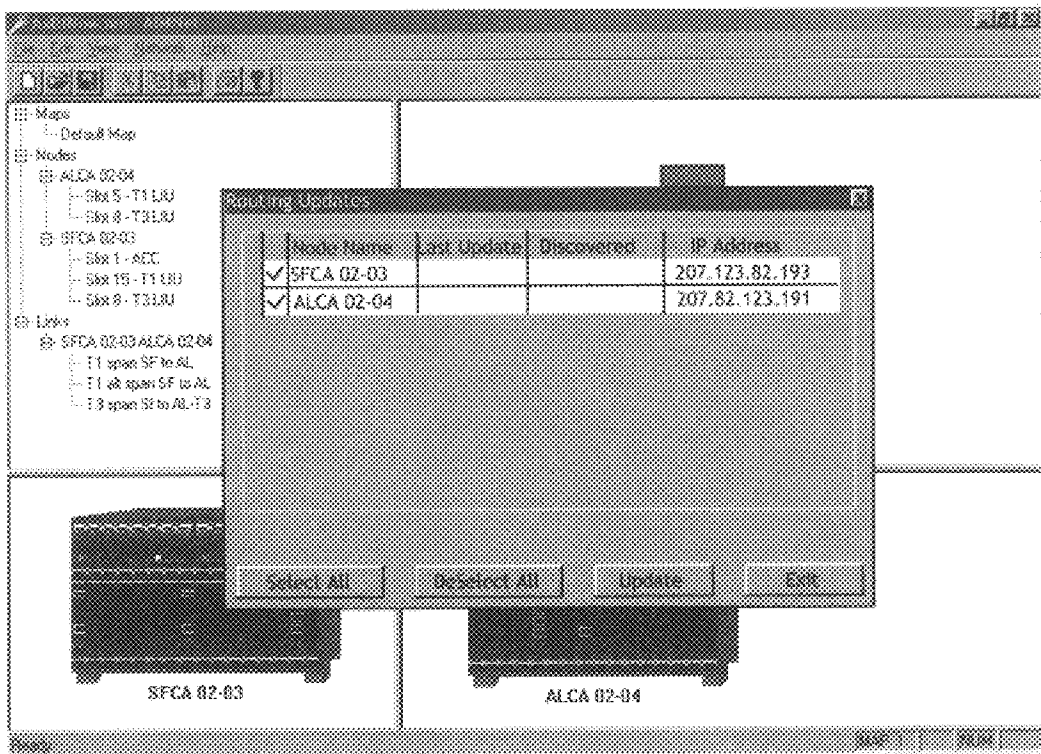 Maps
Default Map
Nodes
ALCA 02-04
Slot 5 - T1 LIU
Slot 8 - T3 LIU
SFCA 02-03
Slot 1 - ACC
Slot 15 - T1 LIU
Slot 8 - T3 LIU
Links
SFCA 02-03 ALCA 02-04
T1 span SF to AL
T1 alt span SF to AL
T3 span Sf to AL-T3
Routing Updates
Node Name Last Update Discovered IP Address
SFCA 02-03 207.123.82.193
ALCA 02-04 207.82.123.191
Select All DeSelect All Update Exit
SFCA 02-03
ALCA 02-04
Ready